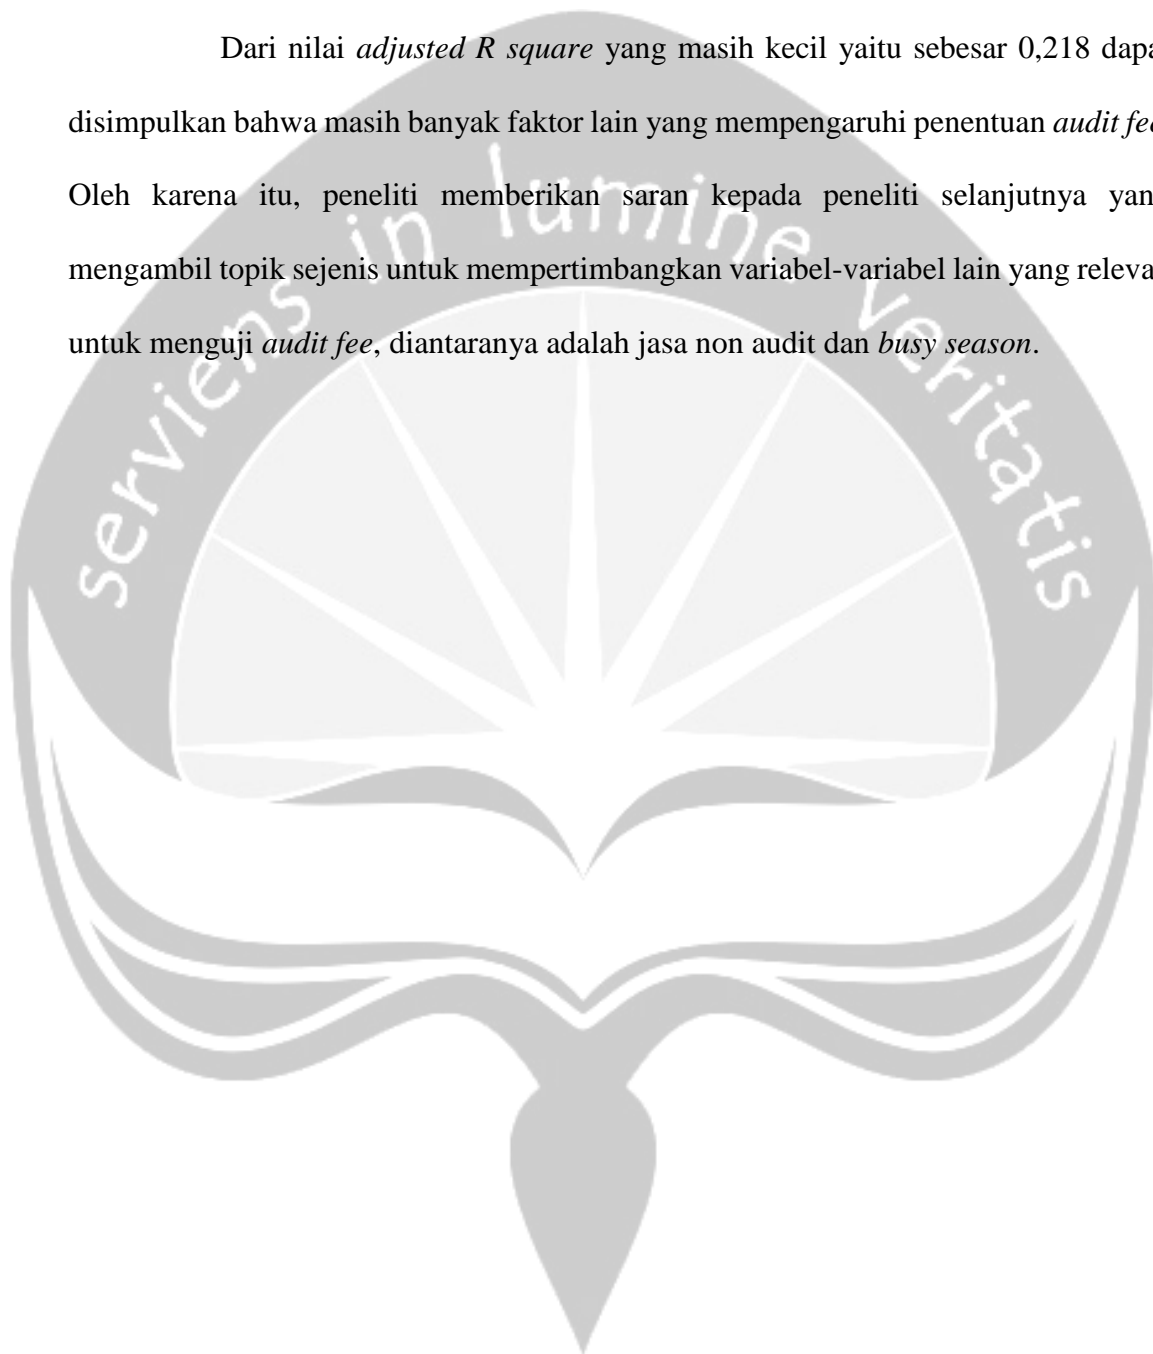 Dari nilai adjusted R square yang masih kecil yaitu sebesar 0,218 dapa
disimpulkan bahwa masih banyak faktor lain yang mempengaruhi penentuan audit fee
Oleh karena itu, peneliti memberikan saran kepada peneliti selanjutnya yan
mengambil topik sejenis untuk mempertimbangkan variabel-variabel lain yang releva
untuk menguji audit fee, diantaranya adalah jasa non audit dan busy season.
serviens in lumine veritatis